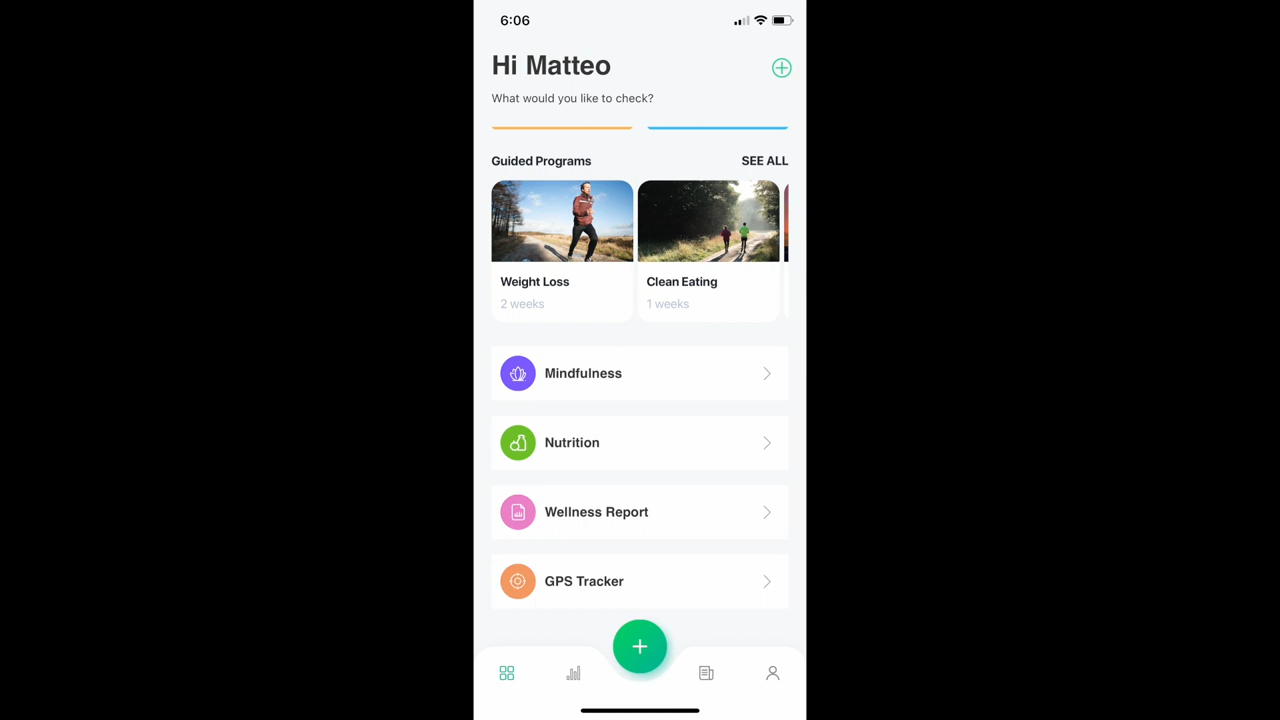 6:06
Hi Matteo
What would you like to check?
Guided Programs
SEE ALL
Weight Loss
Clean Eating
2 weeks
1 weeks
Mindfulness
Nutrition
Wellness Report
GPS Tracker